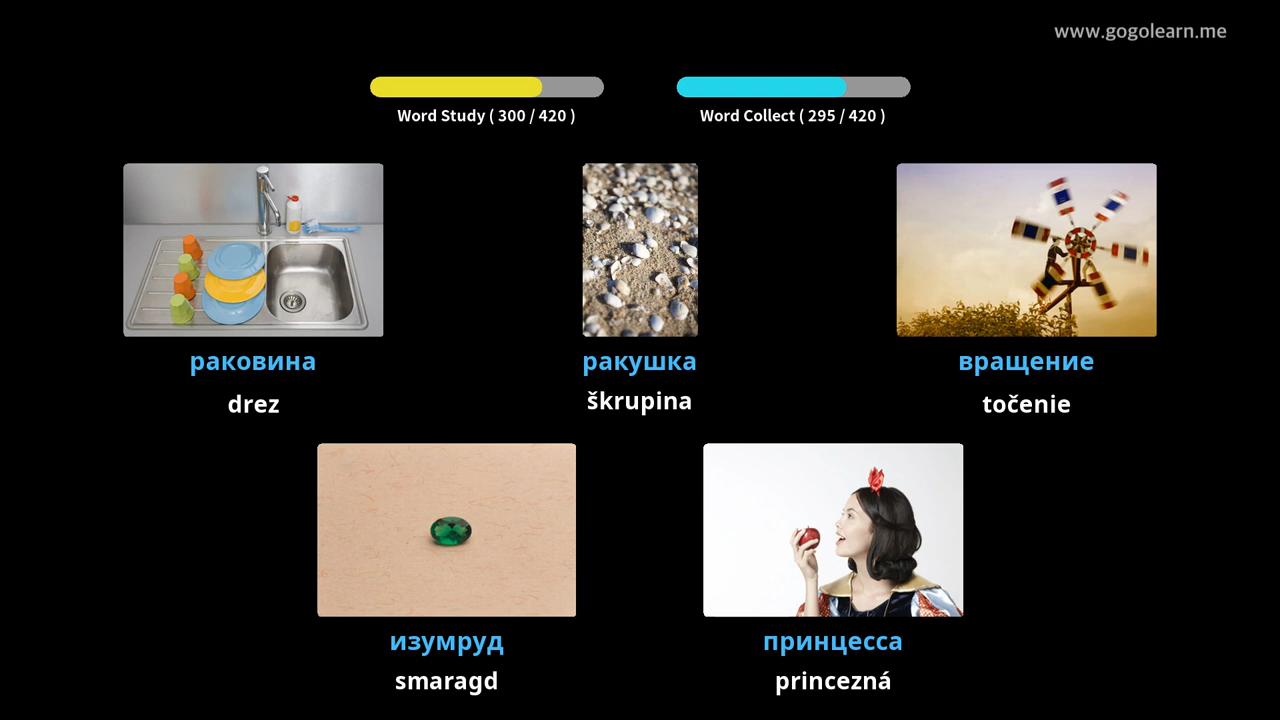 www.gogolearn.me
Word Study ( 300 / 420 )
Word Collect ( 295 / 420 )
раковина
drez
ракушка
škrupina
вращение
točenie
изумруд
smaragd
принцесса
princezná